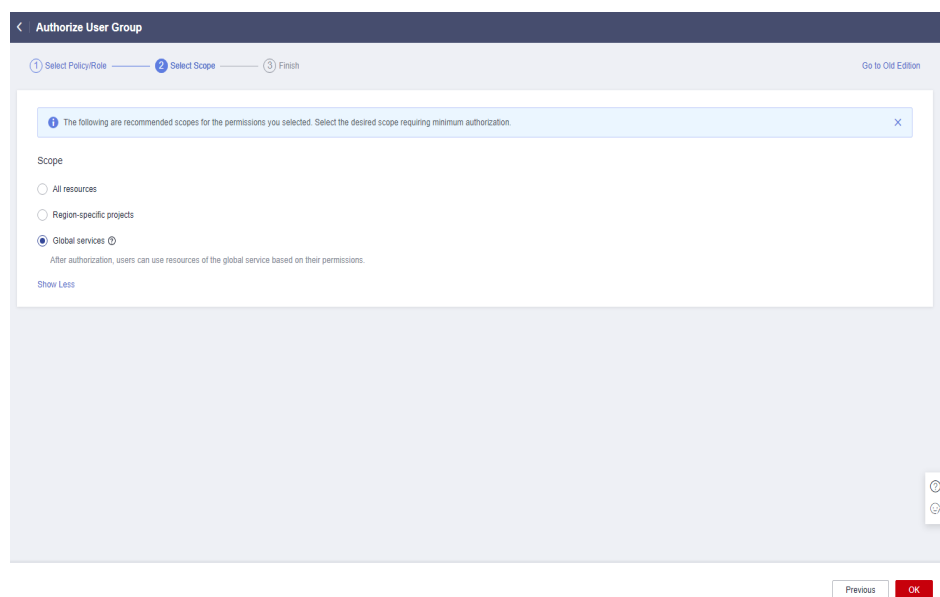 Authorize User Group
1 Select Policy/Role 2 Select Scope 3 Finish Go to Old Edition
The following are recommended scopes for the permissions you selected. Select the desired scope requiring minimum authorization.
Scope
All resources
Region-specific projects
Global services
After authorization, users can use resources of the global service based on their permissions.
Show Less
Previous OK